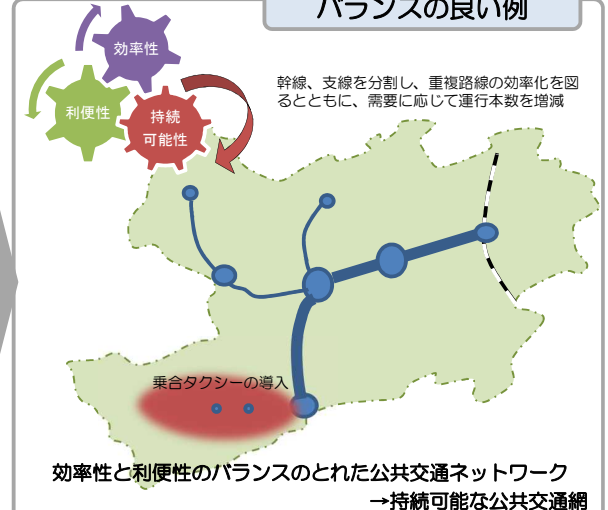 バランスの良い例
効率性
利便性
持続
可能性
幹線、支線を分割し、重複路線の効率化を図
るとともに、需要に応じて運行本数を増減
乗合タクシーの導入
効率性と利便性のバランスのとれた公共交通ネットワーク
→持続可能な公共交通網